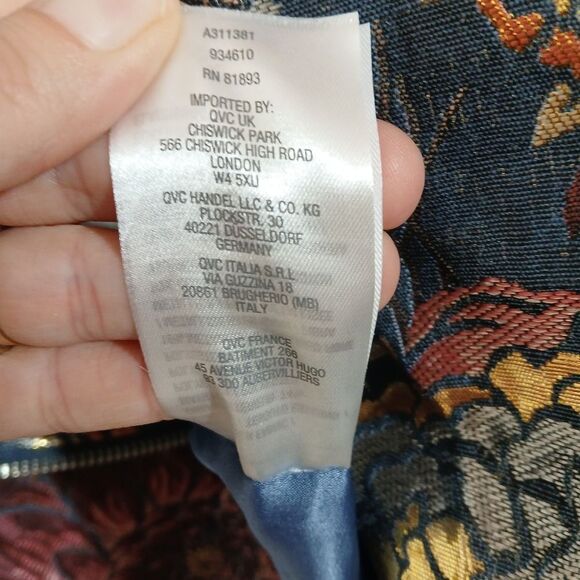 A311381
934610
RN 81893
IMPORTED BY:
QVC UK
CHISWICK PARK
566 CHISWICK HIGH ROAD
LONDON
W4 5XU
QVC HANDEL LLC & CO. KG
PLOCKSTR. 30
40221 DUSSELDORF
GERMANY
QVC ITALIA S.R.L
VIA GUZZINA 18
20861 BRUGHERIO (MB)
ITALY
QVC FRANCE
BATIMENT 266
45 AVENUE VICTOR HUGO
93 300 AUBERVILLIERS